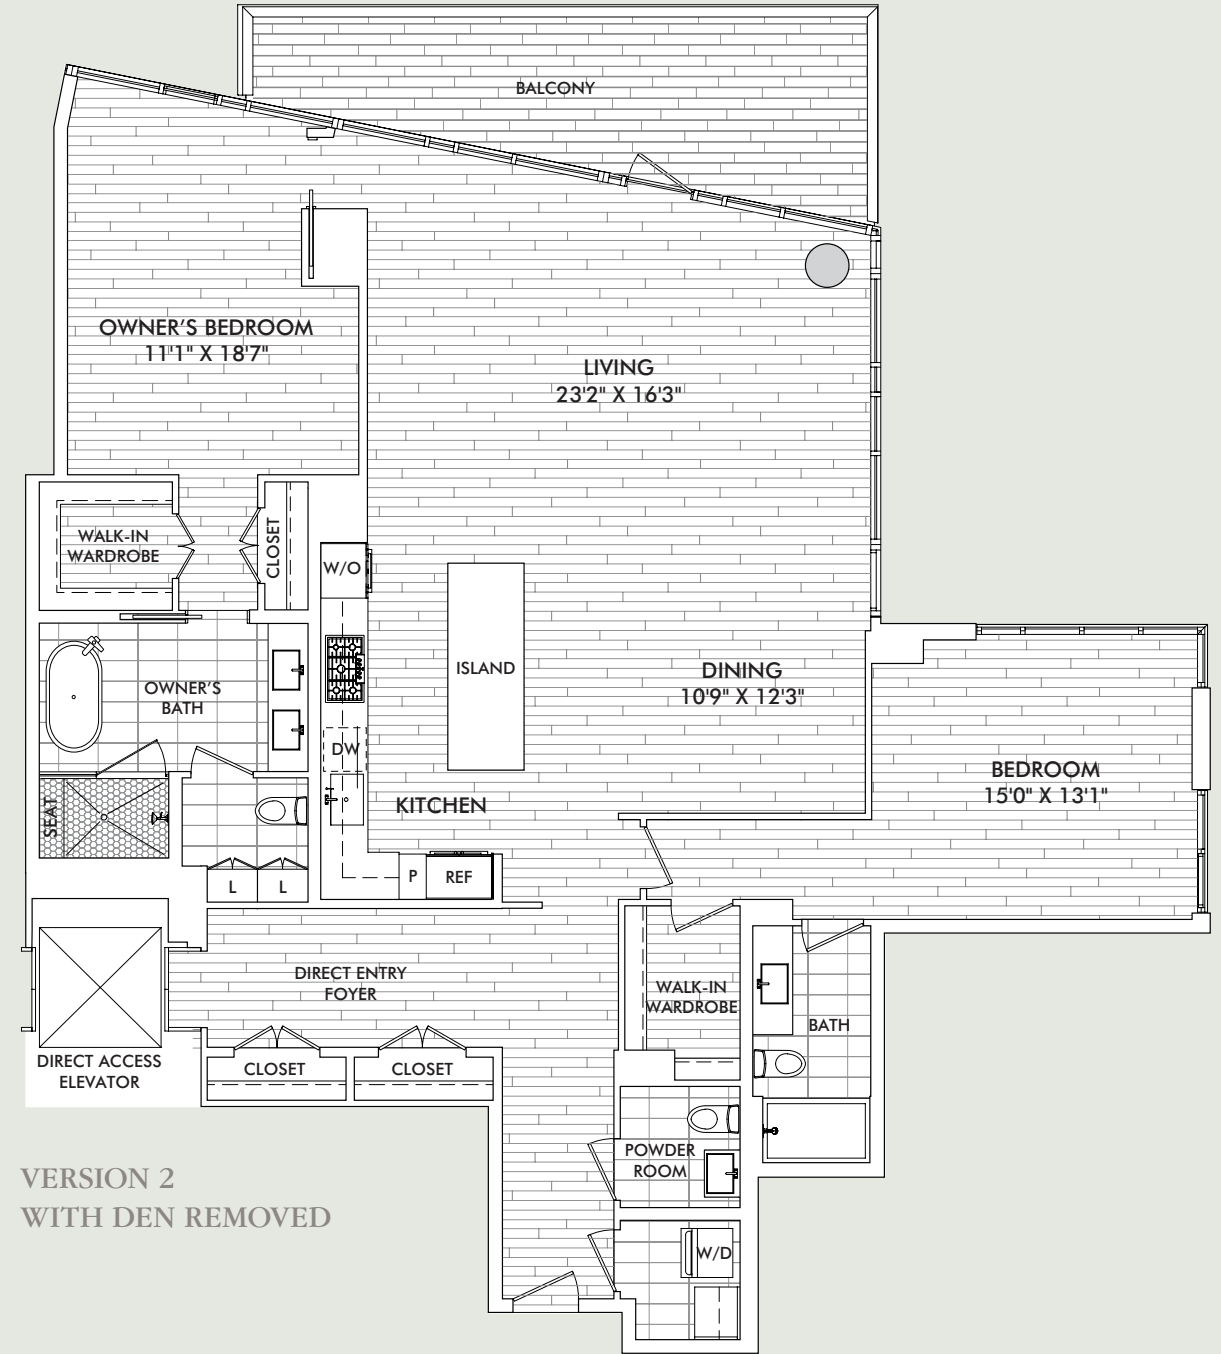 BALCONY
OWNER'S BEDROOM
11'1" X 18'7"
LIVING
23'2" X 16'3"
WALK-IN
WARDROBE
CLOSET
W/O
ISLAND
DINING
10'9" X 12'3"
OWNER'S
BATH
DW
BEDROOM
15'0" X 13'1"
KITCHEN
SEAT
L
L
P
REF
DIRECT ENTRY
FOYER
WALK-IN
WARDROBE
BATH
DIRECT ACCESS
ELEVATOR
CLOSET
CLOSET
POWDER
ROOM
W/D
VERSION 2
WITH DEN REMOVED